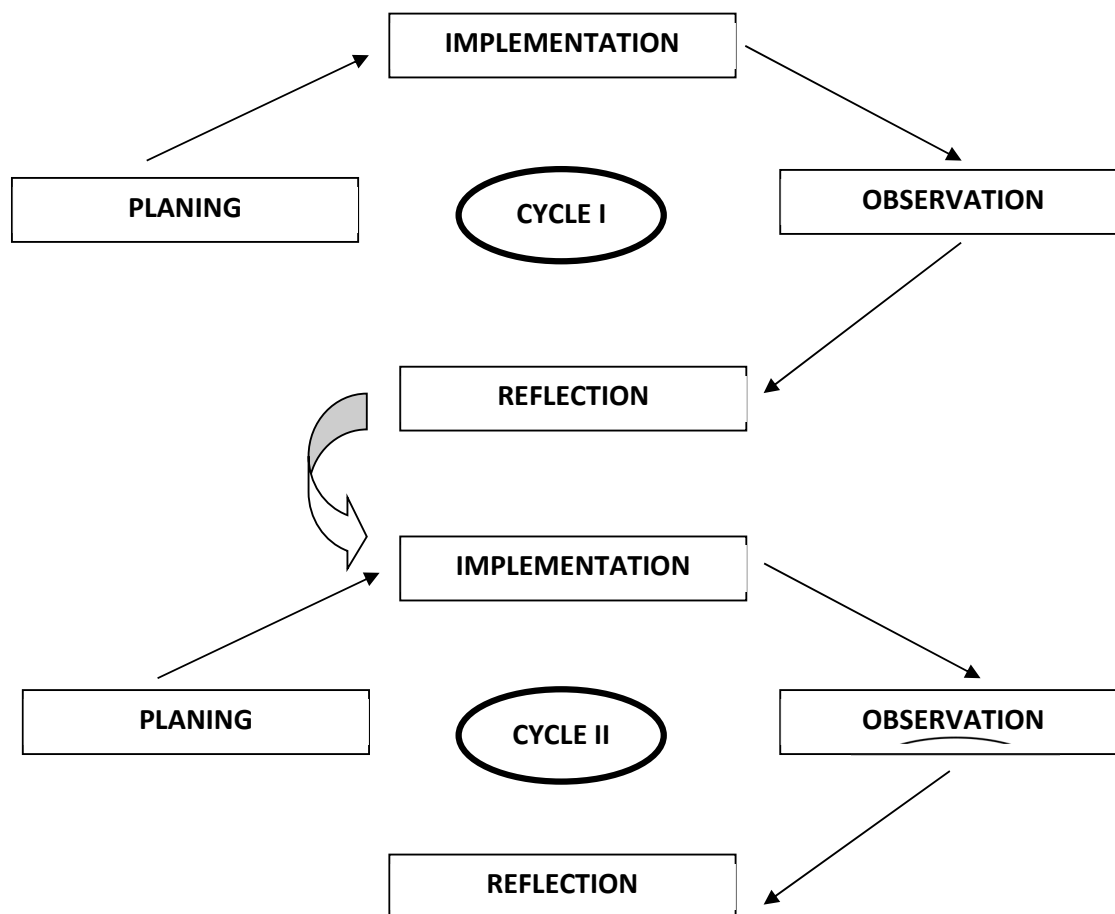 IMPLEMENTATION
PLANING
CYCLE I
OBSERVATION
REFLECTION
IMPLEMENTATION
PLANING
CYCLE II
OBSERVATION
REFLECTION